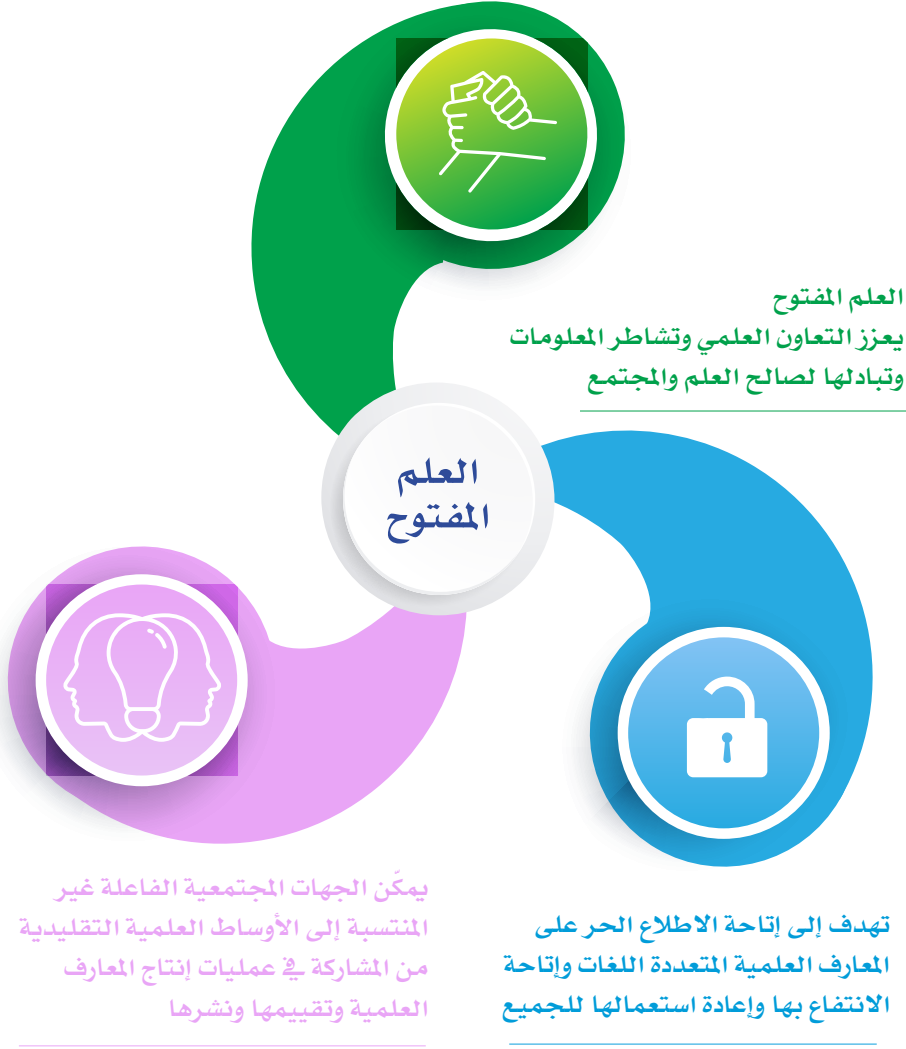 العلم المفتوح
يعزز التعاون العلمي وتشاطر المعلومات
وتبادلها لصالح العلم والمجتمع
العلم
المفتوح
تهدف إلى إتاحة الاطلاع الحر على
المعارف العلمية المتعددة اللغات وإتاحة
الانتفاع بها وإعادة استعمالها للجميع
يمكّن الجهات المجتمعية الفاعلة غير
المنتسبة إلى الأوساط العلمية التقليدية
من المشاركة في عمليات إنتاج المعارف
العلمية وتقييمها ونشرها